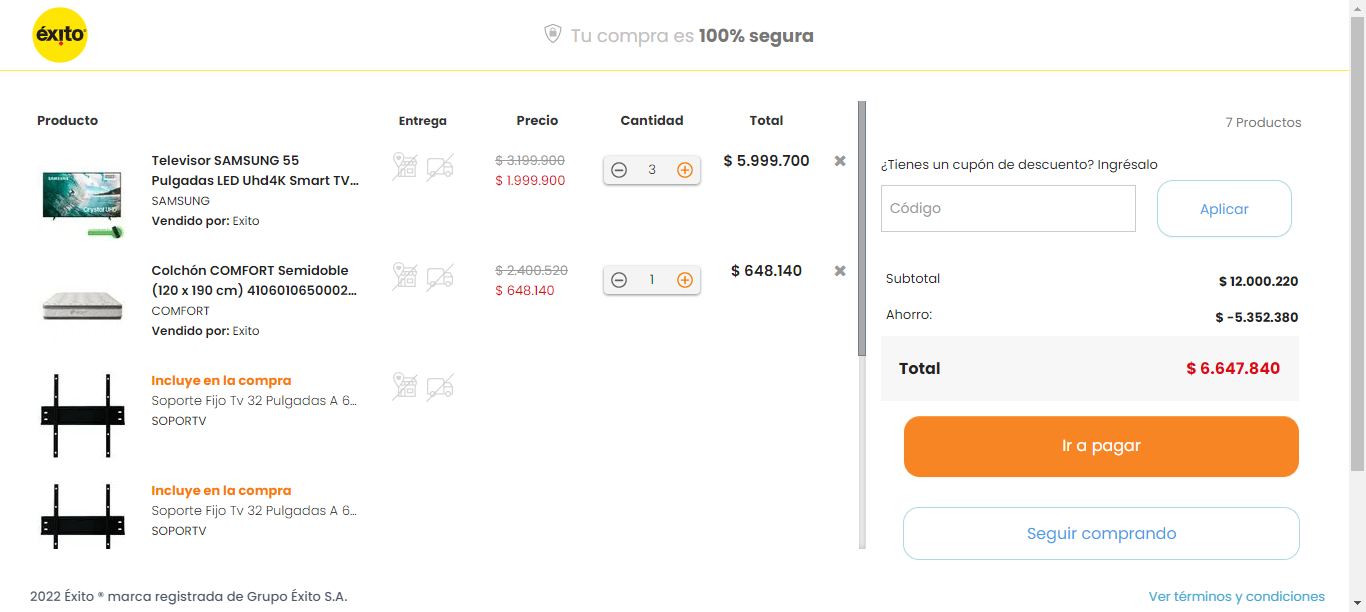 éxito
Tu compra es 100% segura
Producto
Entrega
Precio
Cantidad
Total
Televisor SAMSUNG 55
Pulgadas LED Uhd4K Smart TV...
SAMSUNG
Vendido por: Exito
$ 3.199.900
$ 1.999.900
3
$ 5.999.700
Colchón COMFORT Semidoble
(120 x 190 cm) 4106010650002...
COMFORT
Vendido por: Exito
$ 2.400.520
$ 648.140
1
$ 648.140
Incluye en la compra
Soporte Fijo Tv 32 Pulgadas A 6...
SOPORTV
Incluye en la compra
Soporte Fijo Tv 32 Pulgadas A 6...
SOPORTV
7 Productos
¿Tienes un cupón de descuento? Ingrésalo
Código
Aplicar
Subtotal
$ 12.000.220
Ahorro:
$ -5.352.380
Total
$ 6.647.840
Ir a pagar
Seguir comprando
2022 Éxito ® marca registrada de Grupo Éxito S.A.
Ver términos y condiciones
SAMSUNG
Crystal UHD